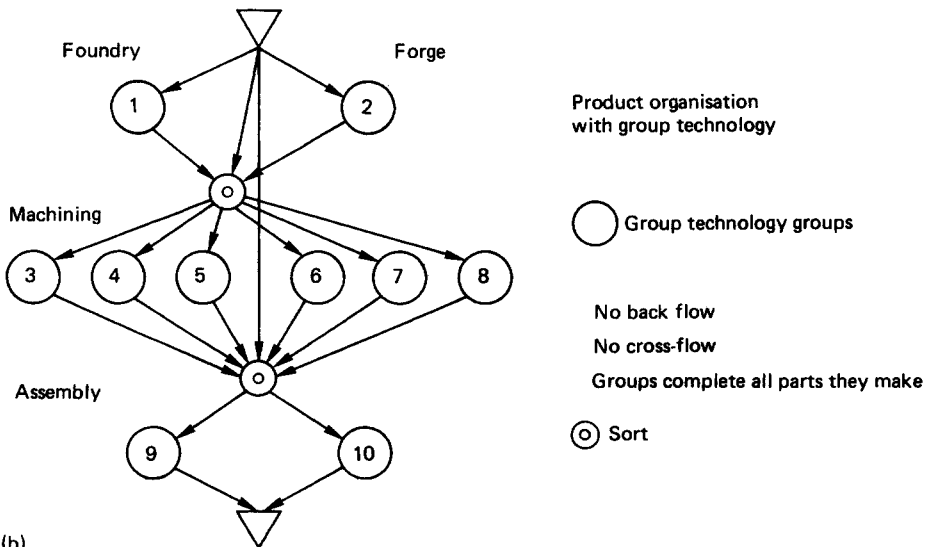 Foundry
Forge
1
2
Product organisation
with group technology
Machining
Group technology groups
3 4 5 6 7 8
No back flow
No cross-flow
Groups complete all parts they make
Assembly
Sort
9
10
(b)